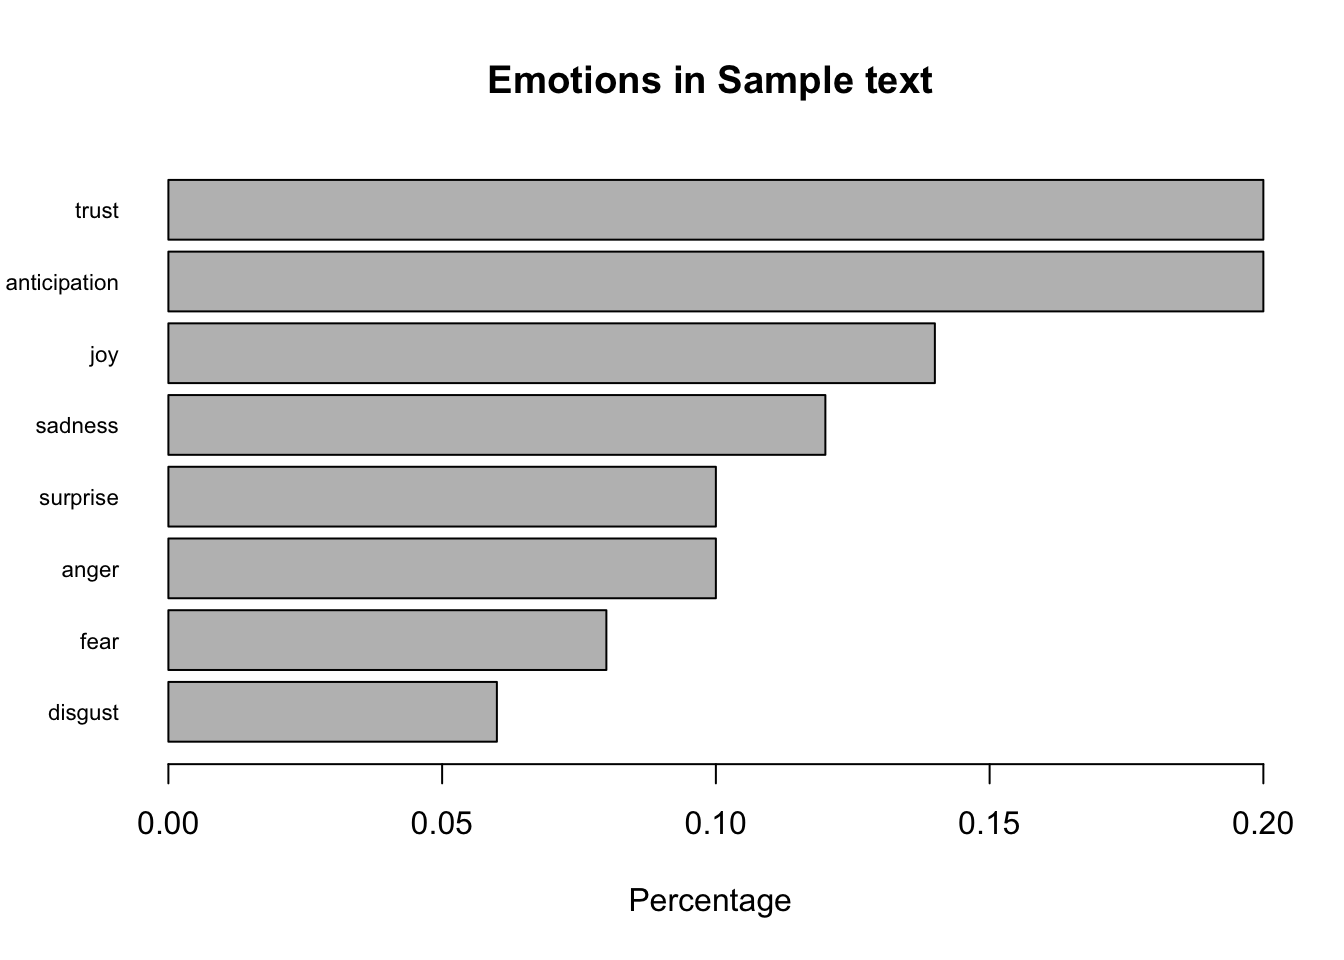 Emotions in Sample text
trust
anticipation
joy
sadness
surprise
anger
fear
disgust
0.00 0.05 0.10 0.15 0.20
Percentage